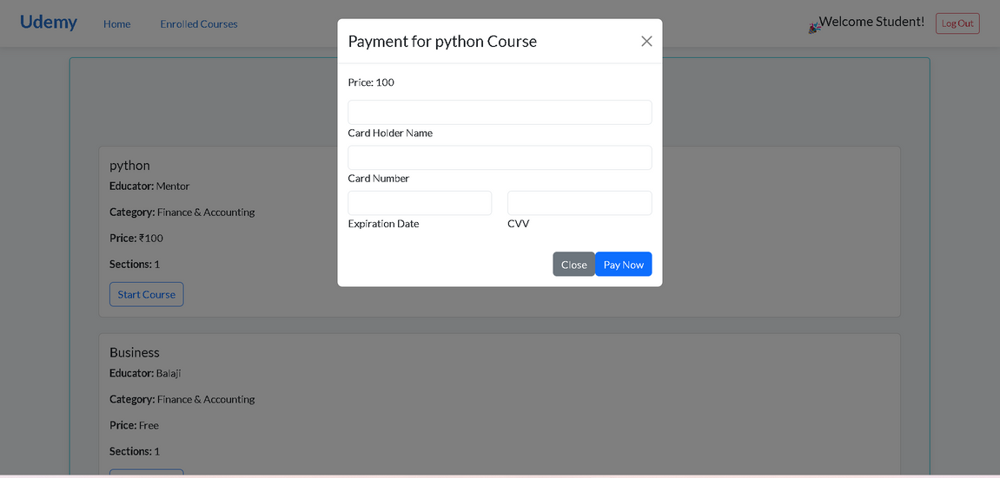 Udemy Home Enrolled Courses 🎉Welcome Student! Log Out
Payment for python Course
Price: 100
Card Holder Name
Card Number
Expiration Date CVV
Close Pay Now
python
Educator: Mentor
Category: Finance & Accounting
Price: ₹100
Sections: 1
Start Course
Business
Educator: Balaji
Category: Finance & Accounting
Price: Free
Sections: 1